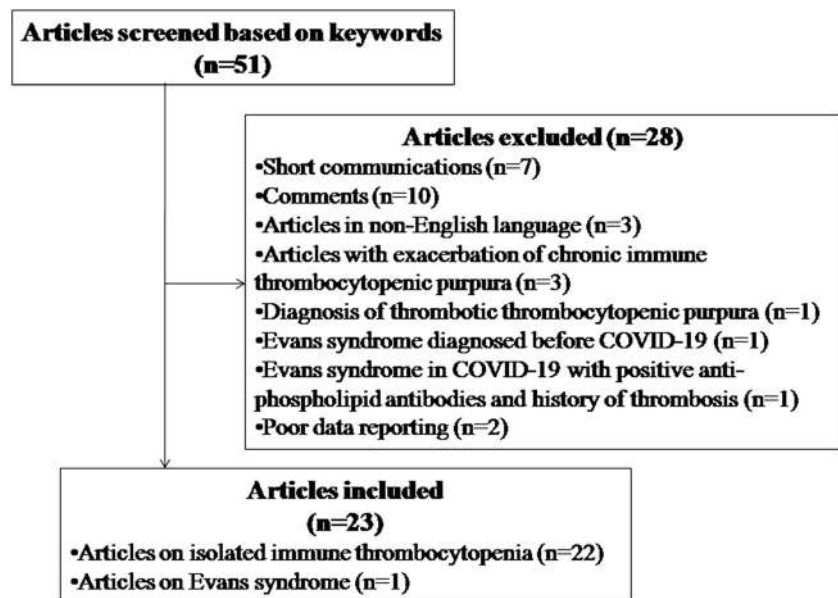 Articles screened based on keywords
(n=51)
Articles excluded (n=28)
•Short communications (n=7)
•Comments (n=10)
•Articles in non-English language (n=3)
•Articles with exacerbation of chronic immune
thrombocytopenic purpura (n=3)
•Diagnosis of thrombotic thrombocytopenic purpura (n=1)
•Evans syndrome diagnosed before COVID-19 (n=1)
•Evans syndrome in COVID-19 with positive anti-
phospholipid antibodies and history of thrombosis (n=1)
•Poor data reporting (n=2)
Articles included
(n=23)
•Articles on isolated immune thrombocytopenia (n=22)
•Articles on Evans syndrome (n=1)